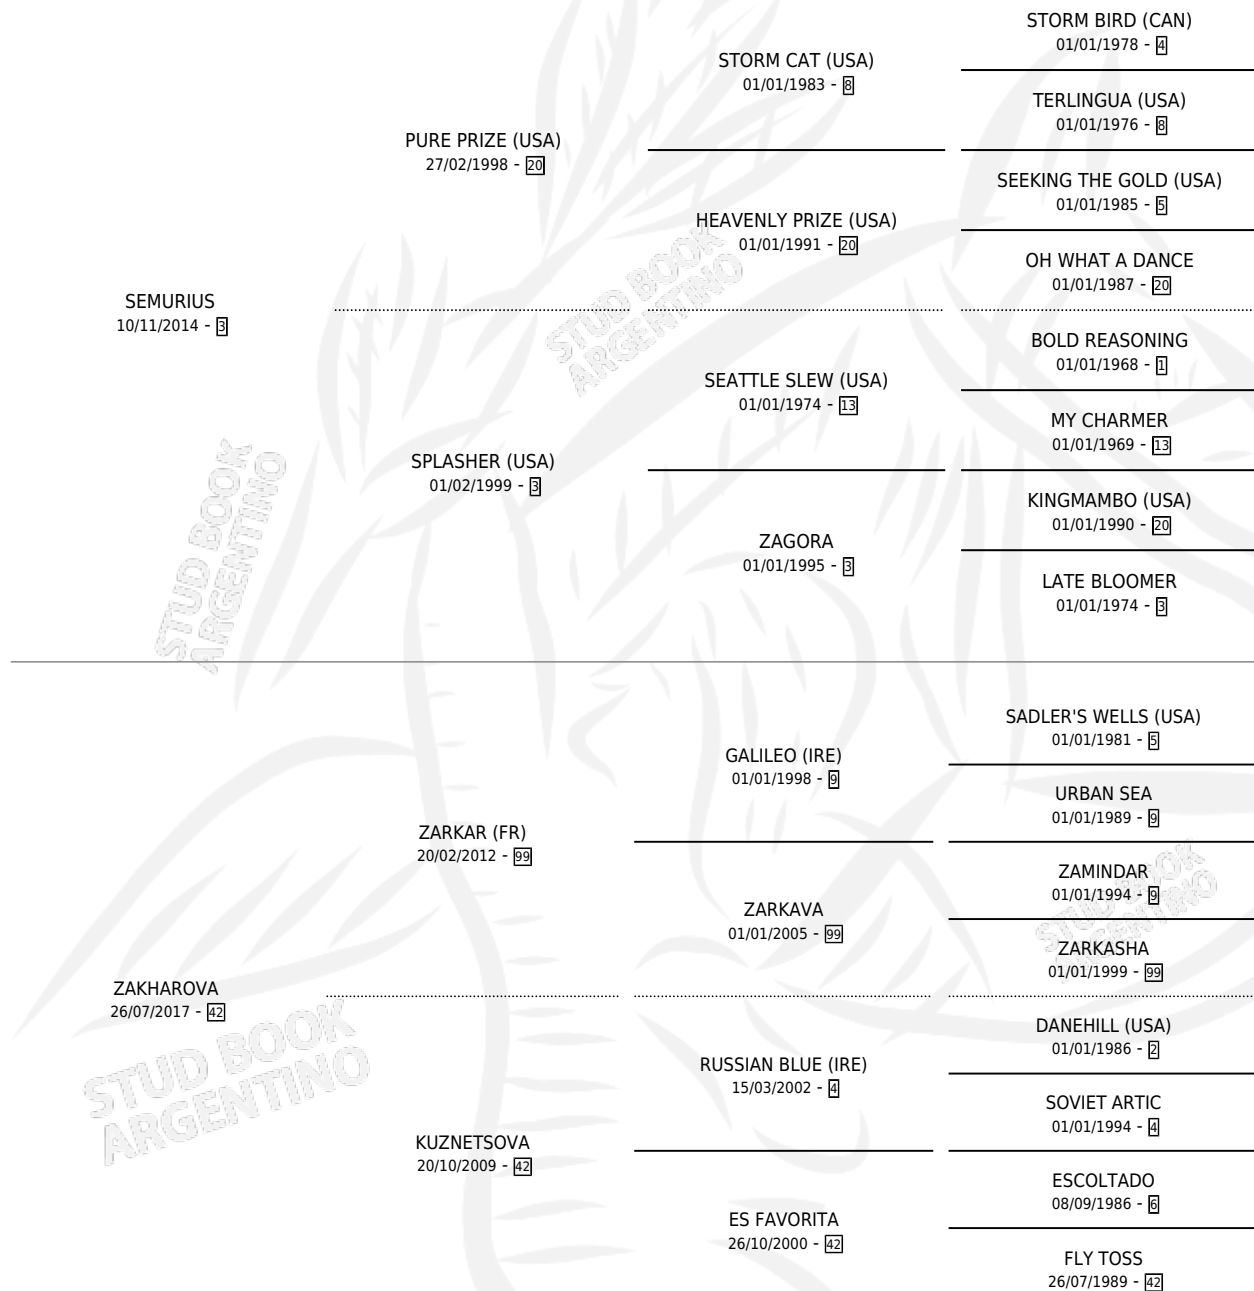 STORM BIRD (CAN)
01/01/1978 - 4
STORM CAT (USA)
01/01/1983 - 8
TERLINGUA (USA)
01/01/1976 - 8
PURE PRIZE (USA)
27/02/1998 - 20
SEEKING THE GOLD (USA)
01/01/1985 - 5
HEAVENLY PRIZE (USA)
01/01/1991 - 20
OH WHAT A DANCE
01/01/1987 - 20
SEMURIUS
10/11/2014 - 3
BOLD REASONING
01/01/1968 - 1
SEATTLE SLEW (USA)
01/01/1974 - 13
MY CHARMER
01/01/1969 - 13
SPLASHER (USA)
01/02/1999 - 3
KINGMAMBO (USA)
01/01/1990 - 20
ZAGORA
01/01/1995 - 3
LATE BLOOMER
01/01/1974 - 3
SADLER'S WELLS (USA)
01/01/1981 - 5
GALILEO (IRE)
01/01/1998 - 9
URBAN SEA
01/01/1989 - 9
ZARKAR (FR)
20/02/2012 - 99
ZAMINDAR
01/01/1994 - 9
ZARKAVA
01/01/2005 - 99
ZARKASHA
01/01/1999 - 99
ZAKHAROVA
26/07/2017 - 42
DANEHILL (USA)
01/01/1986 - 2
RUSSIAN BLUE (IRE)
15/03/2002 - 4
SOVIET ARTIC
01/01/1994 - 4
KUZNETSOVA
20/10/2009 - 42
ESCOLTADO
08/09/1986 - 6
ES FAVORITA
26/10/2000 - 42
FLY TOSS
26/07/1989 - 42
STUD BOOK
ARGENTINO
STUD BOOK
ARGENTINO
STUD BOOK
ARGENTINO
STUD BOOK
ARGENTINO